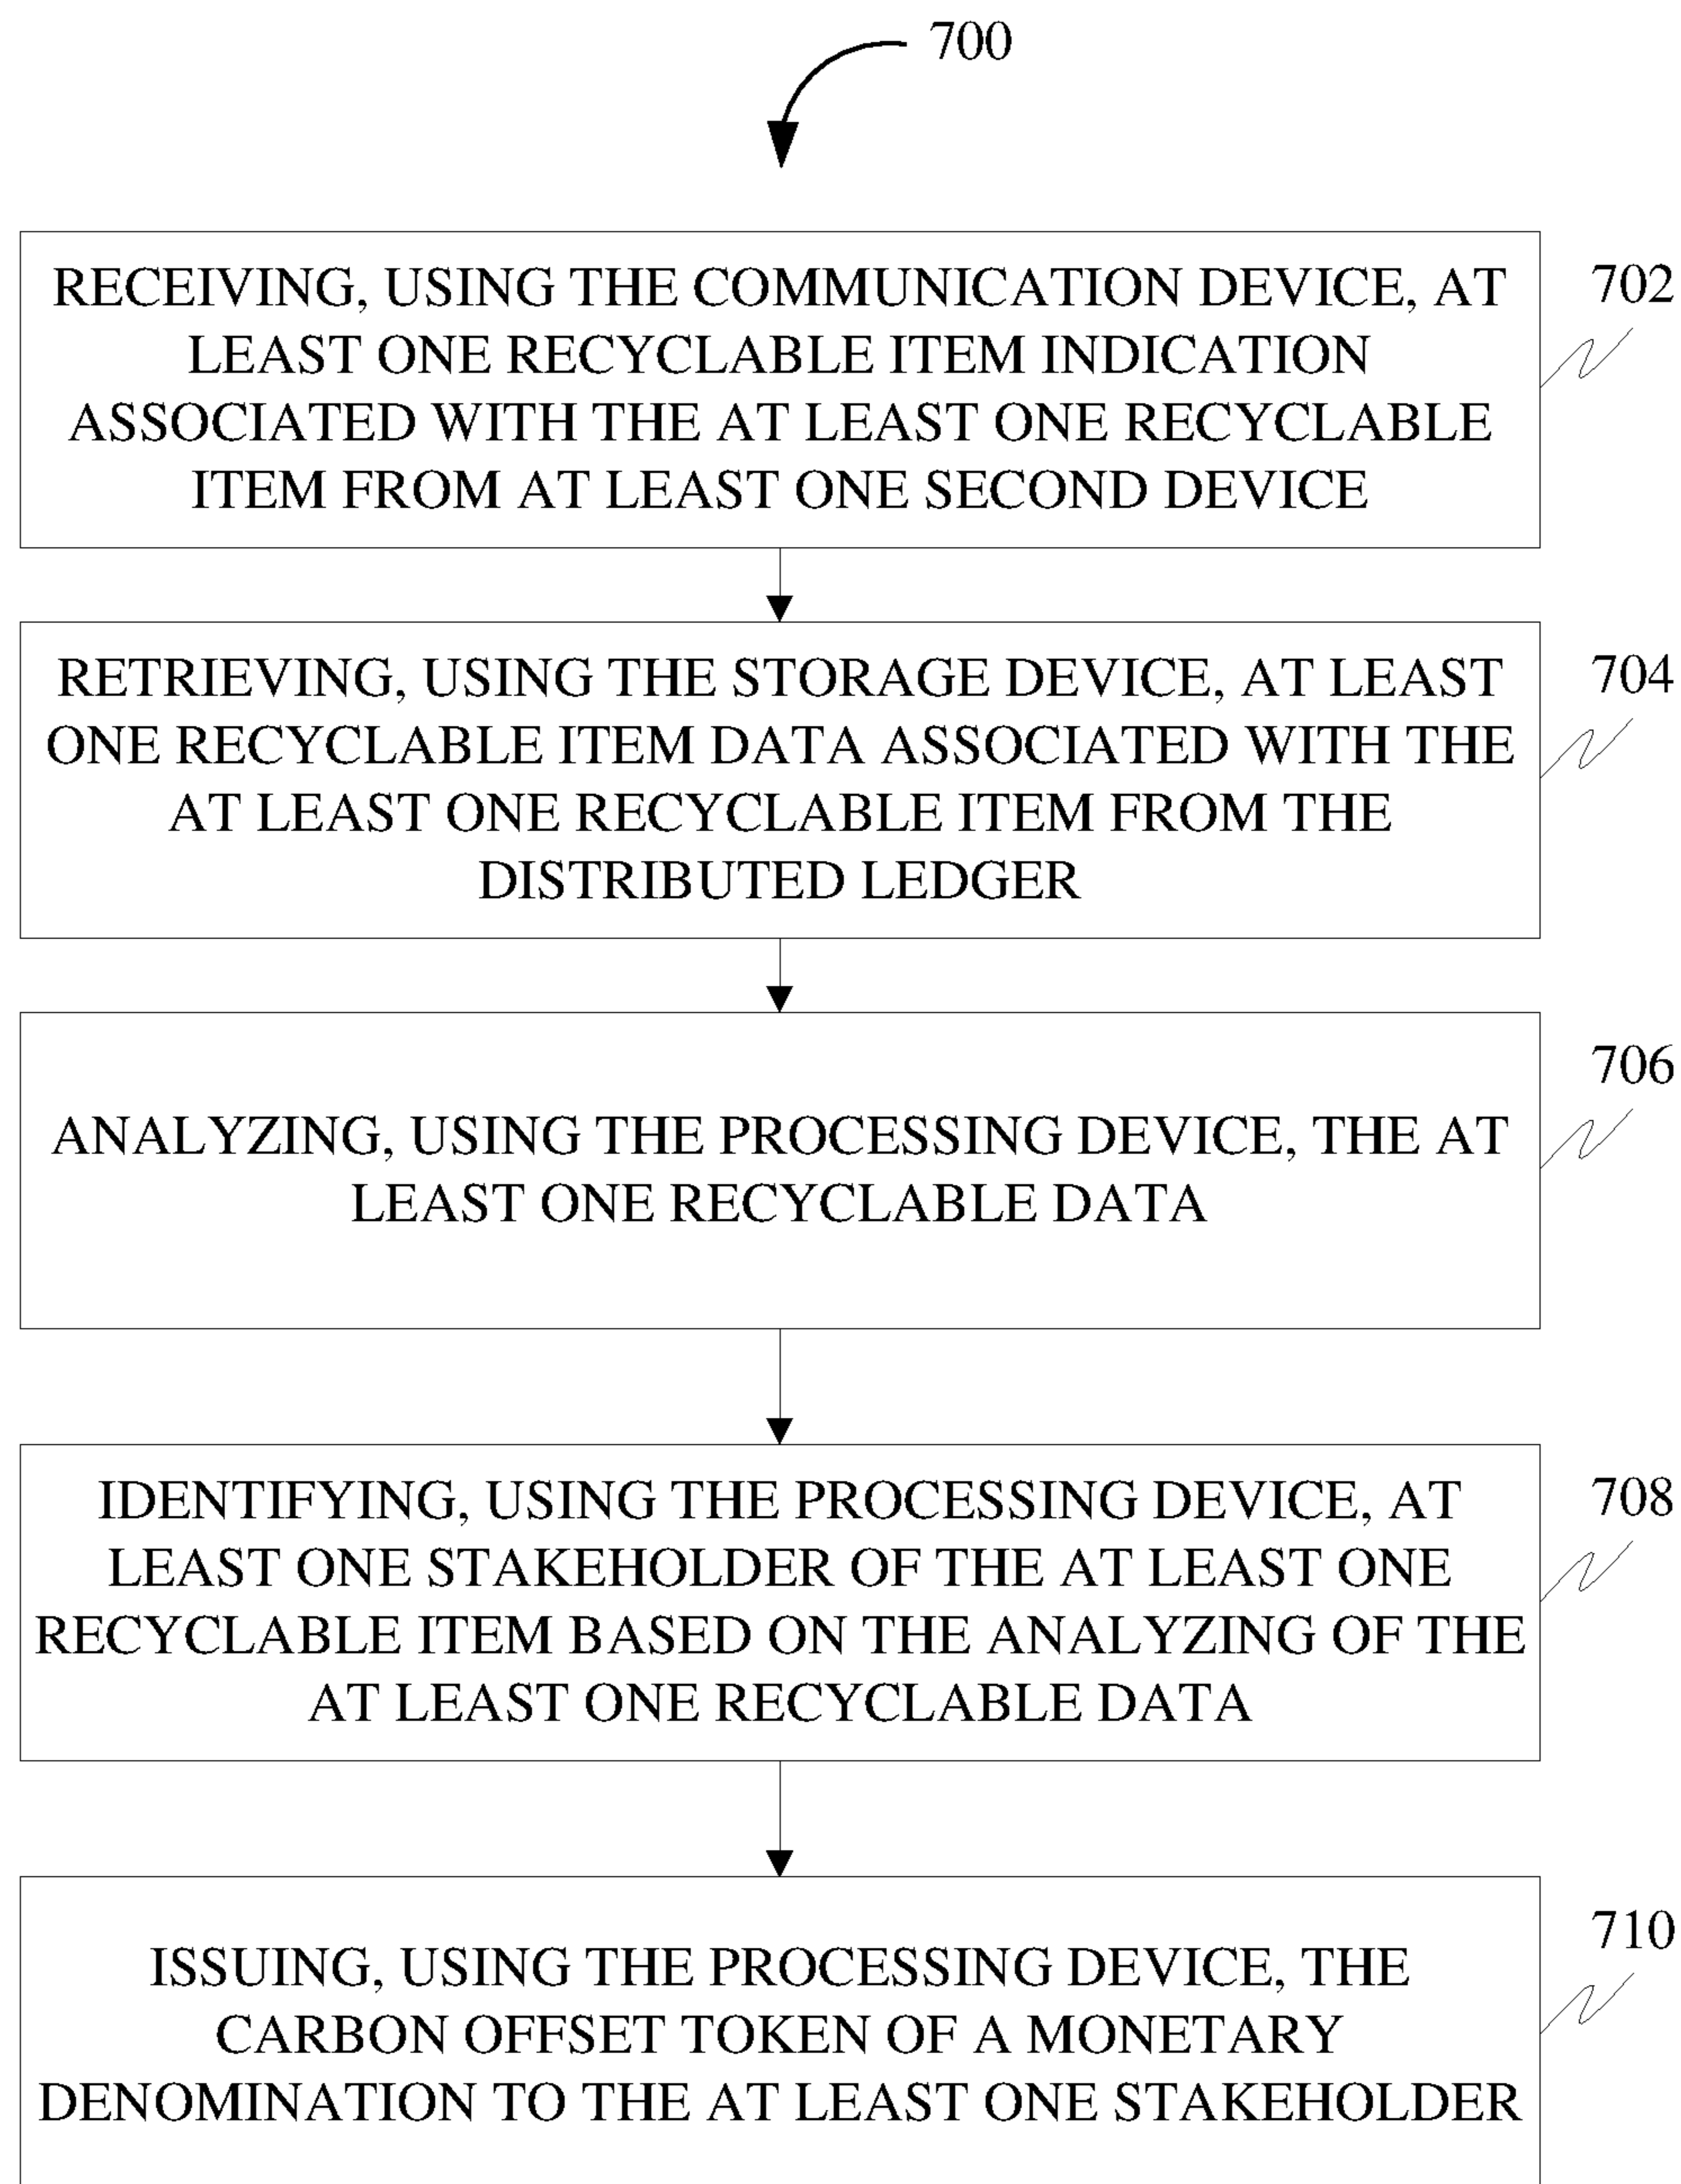 700
RECEIVING, USING THE COMMUNICATION DEVICE, AT
LEAST ONE RECYCLABLE ITEM INDICATION
ASSOCIATED WITH THE AT LEAST ONE RECYCLABLE
ITEM FROM AT LEAST ONE SECOND DEVICE
702
RETRIEVING, USING THE STORAGE DEVICE, AT LEAST
ONE RECYCLABLE ITEM DATA ASSOCIATED WITH THE
AT LEAST ONE RECYCLABLE ITEM FROM THE
DISTRIBUTED LEDGER
704
ANALYZING, USING THE PROCESSING DEVICE, THE AT
LEAST ONE RECYCLABLE DATA
706
IDENTIFYING, USING THE PROCESSING DEVICE, AT
LEAST ONE STAKEHOLDER OF THE AT LEAST ONE
RECYCLABLE ITEM BASED ON THE ANALYZING OF THE
AT LEAST ONE RECYCLABLE DATA
708
ISSUING, USING THE PROCESSING DEVICE, THE
CARBON OFFSET TOKEN OF A MONETARY
DENOMINATION TO THE AT LEAST ONE STAKEHOLDER
710